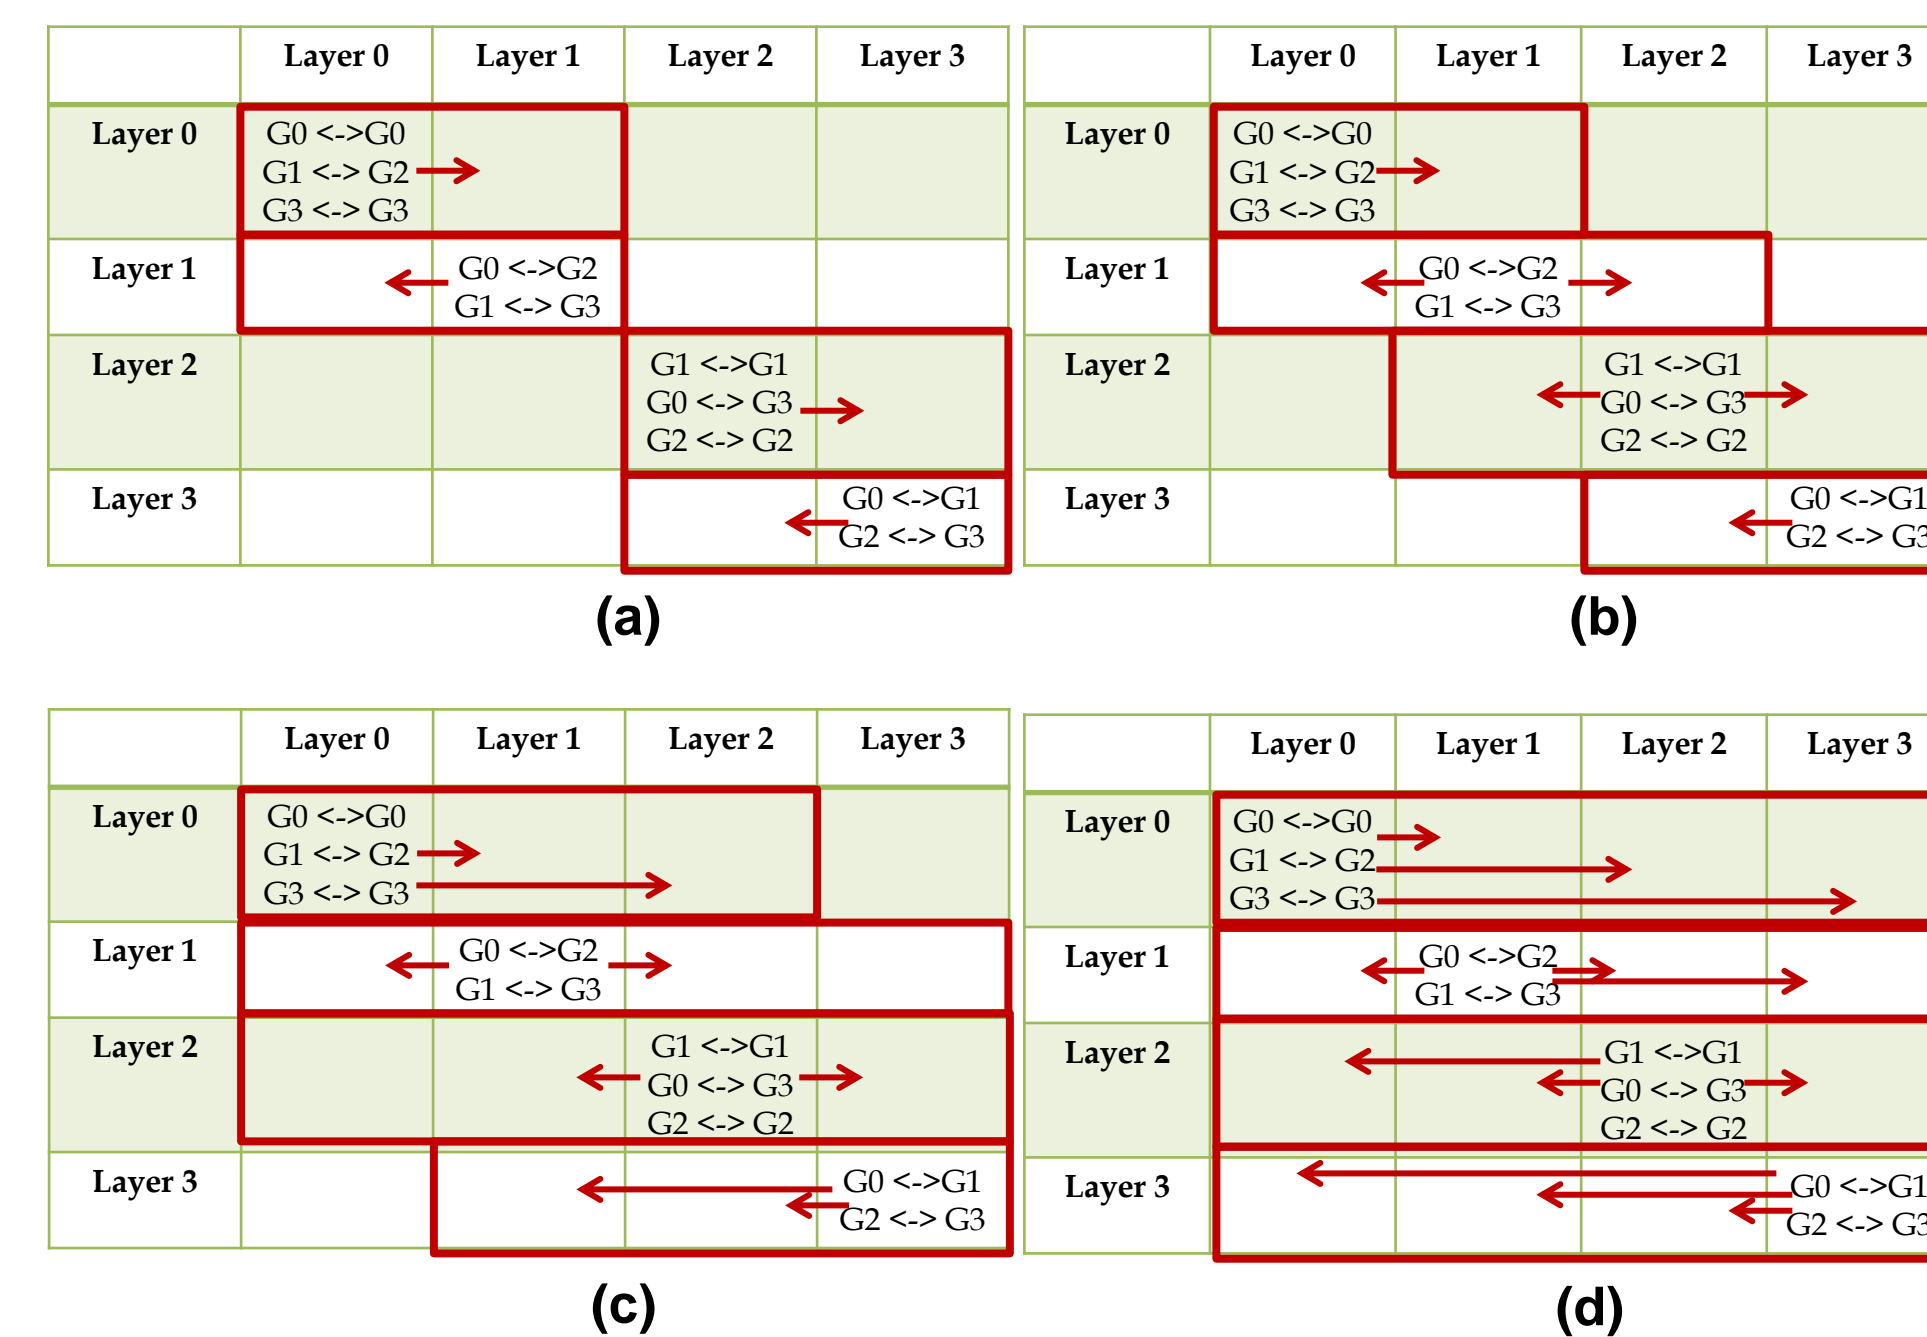 Layer 0 Layer 1 Layer 2 Layer 3
Layer 0
G0 <->G0
G1 <-> G2
G3 <-> G3
Layer 1
G0 <->G2
G1 <-> G3
Layer 2
G1 <->G1
G0 <-> G3
G2 <-> G2
Layer 3
G0 <->G1
G2 <-> G3
(a)
Layer 0 Layer 1 Layer 2 Layer 3
Layer 0
G0 <->G0
G1 <-> G2
G3 <-> G3
Layer 1
G0 <->G2
G1 <-> G3
Layer 2
G1 <->G1
G0 <-> G3
G2 <-> G2
Layer 3
G0 <->G1
G2 <-> G3
(b)
Layer 0 Layer 1 Layer 2 Layer 3
Layer 0
G0 <->G0
G1 <-> G2
G3 <-> G3
Layer 1
G0 <->G2
G1 <-> G3
Layer 2
G1 <->G1
G0 <-> G3
G2 <-> G2
Layer 3
G0 <->G1
G2 <-> G3
(c)
Layer 0 Layer 1 Layer 2 Layer 3
Layer 0
G0 <->G0
G1 <-> G2
G3 <-> G3
Layer 1
G0 <->G2
G1 <-> G3
Layer 2
G1 <->G1
G0 <-> G3
G2 <-> G2
Layer 3
G0 <->G1
G2 <-> G3
(d)